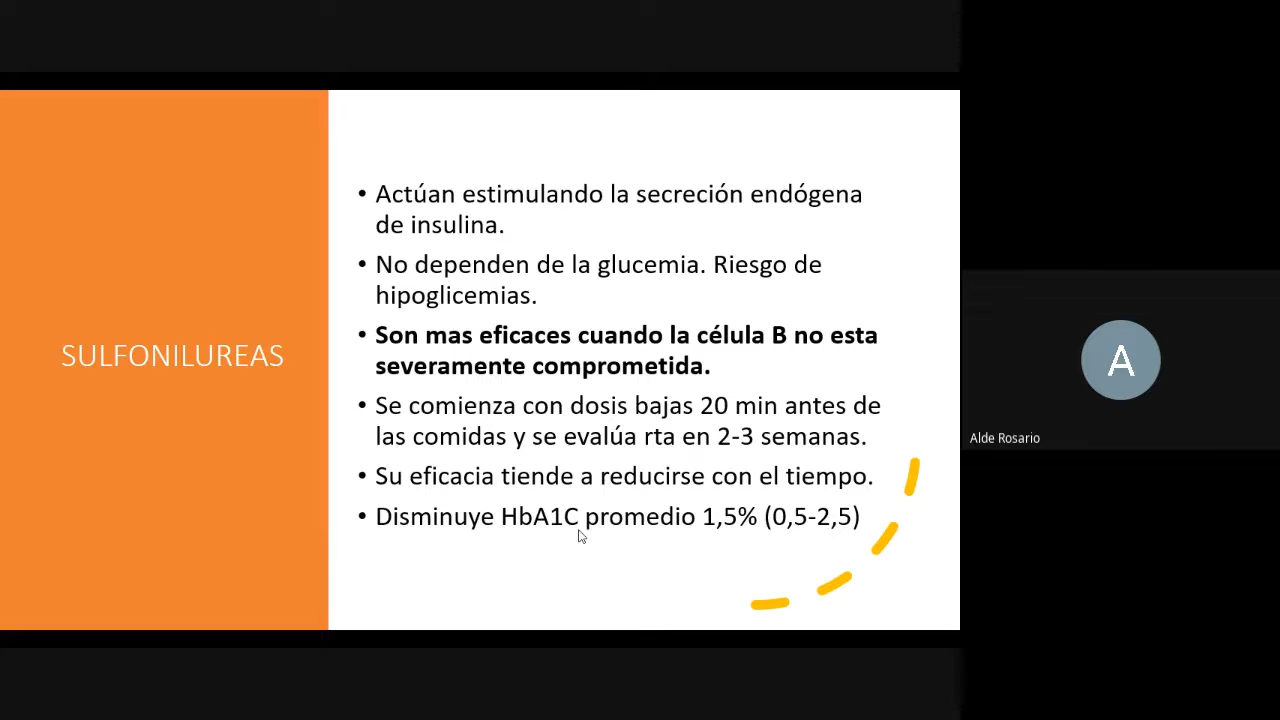 SULFONILUREAS
• Actúan estimulando la secreción endógena
de insulina.
• No dependen de la glucemia. Riesgo de
hipoglicemias.
• Son mas eficaces cuando la célula B no esta
severamente comprometida.
• Se comienza con dosis bajas 20 min antes de
las comidas y se evalúa rta en 2-3 semanas.
• Su eficacia tiende a reducirse con el tiempo.
• Disminuye HbA1C promedio 1,5% (0,5-2,5)
A
Alde Rosario